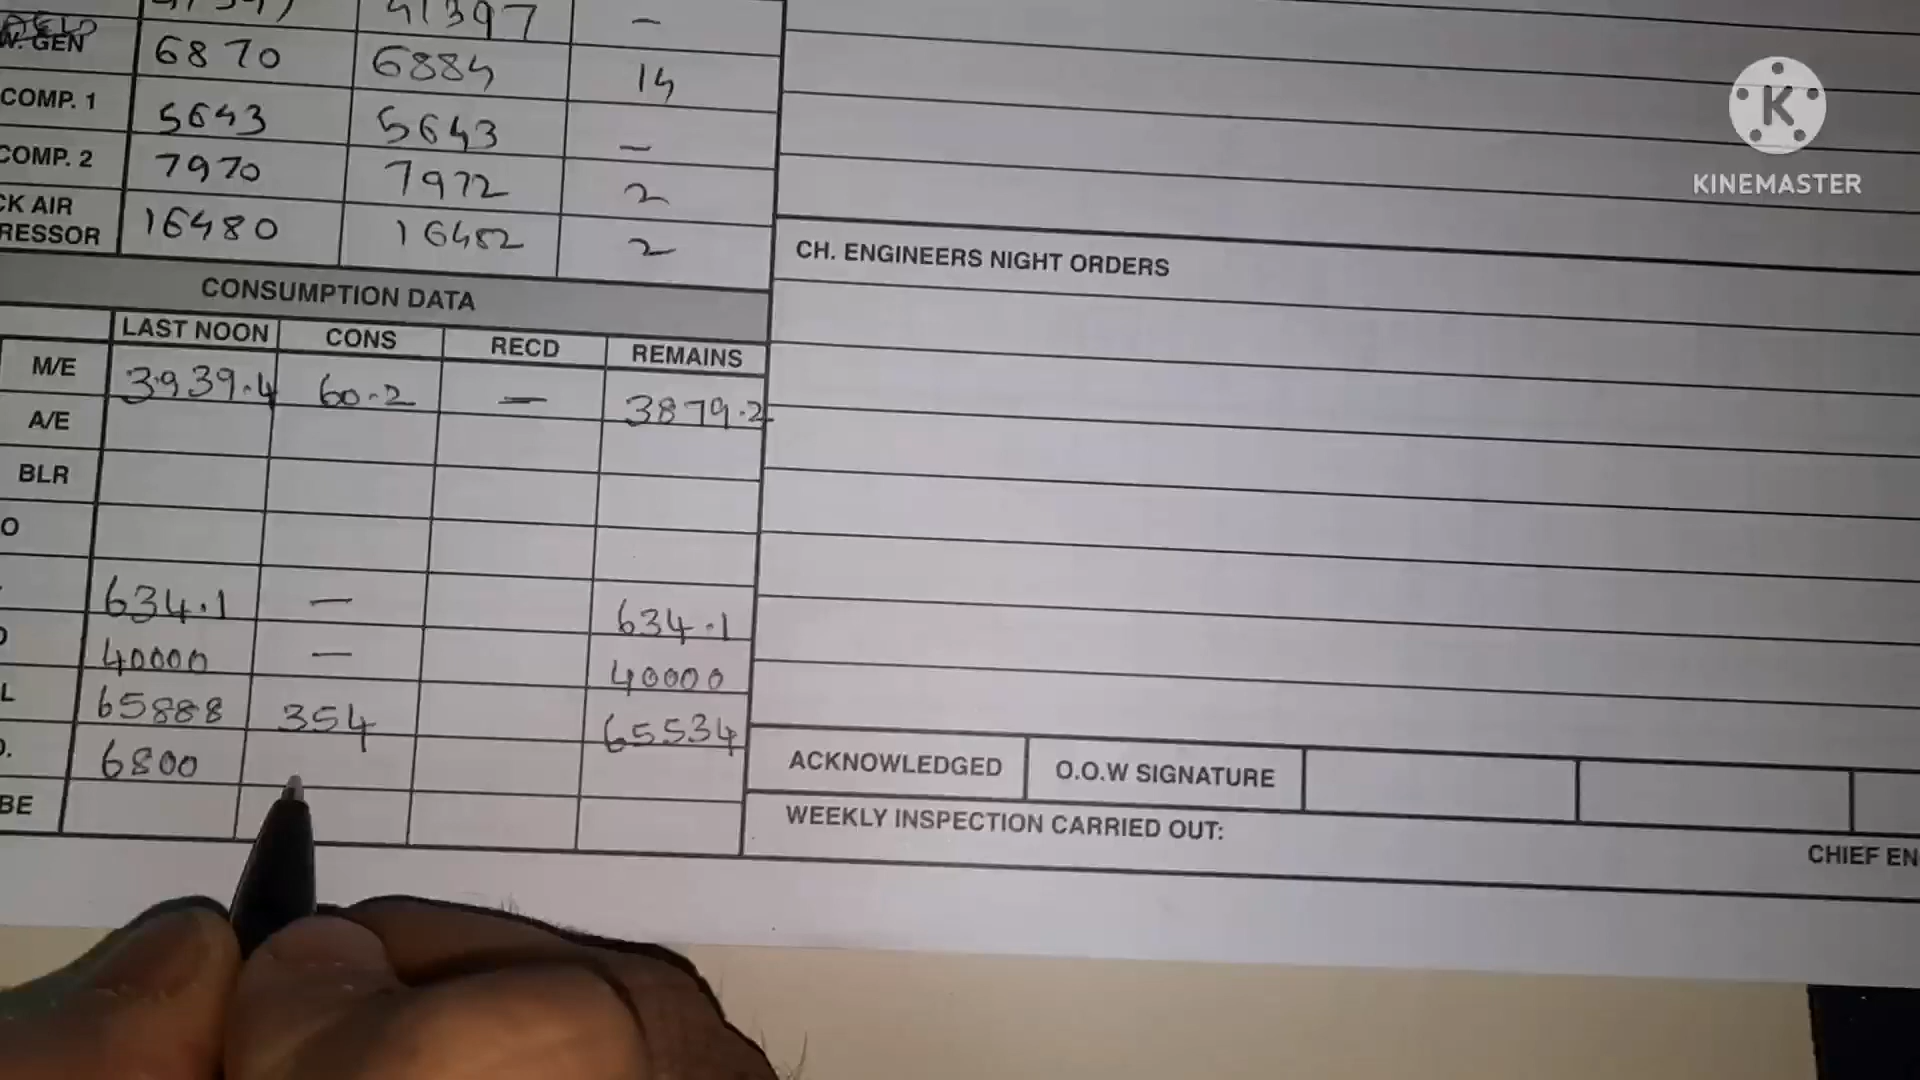 41397 -
W. GEN 6870 6884 14
COMP. 1 5643 5643 -
COMP. 2 7970 7972 2
CK AIR
RESSOR 16480 16482 2
KINEMASTER
CONSUMPTION DATA
LAST NOON CONS RECD REMAINS
M/E 3939.4 60.2 - 3879.2
A/E
BLR
O
634.1 - 634.1
40000 - 40000
L 65888 354 65534
6800
BE
CH. ENGINEERS NIGHT ORDERS
ACKNOWLEDGED O.O.W SIGNATURE
WEEKLY INSPECTION CARRIED OUT:
CHIEF EN